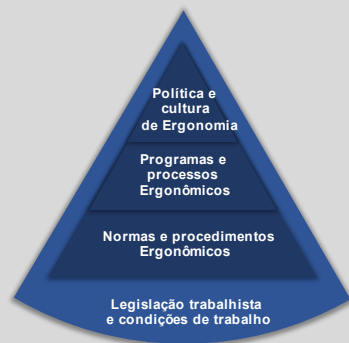 Política e
cultura
de Ergonomia
Programas e
processos
Ergonômicos
Normas e procedimentos
Ergonômicos
Legislação trabalhista
e condições de trabalho